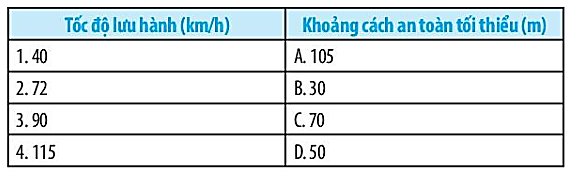 Tốc độ lưu hành (km/h) Khoảng cách an toàn tối thiểu (m)
1. 40 A. 105
2. 72 B. 30
3. 90 C. 70
4. 115 D. 50